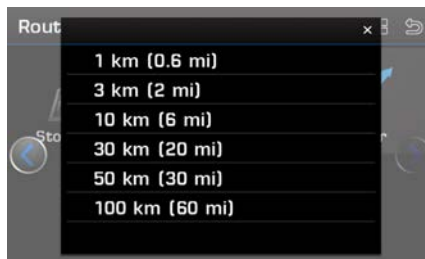 Rout
×
1 km (0.6 mi)
3 km (2 mi)
Sto
10 km (6 mi)
r
30 km (20 mi)
50 km (30 mi)
100 km (60 mi)